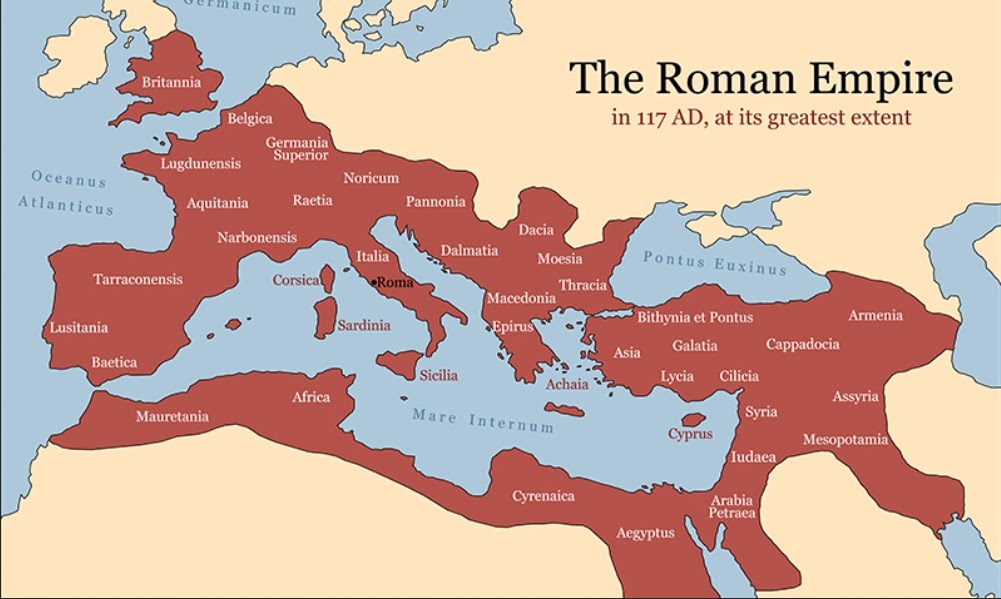 Germanicum
The Roman Empire
in 117 AD, at its greatest extent
Britannia
Belgica
Germania
Superior
Lugdunensis
Oceanus
Atlanticus
Noricum
Aquitania
Raetia
Pannonia
Narbonensis
Dacia
Dalmatia
Moesia
Italia
Pontus Euxinus
Tarraconensis
Corsica
Roma
Thracia
Macedonia
Lusitania
Sardinia
Epirus
Bithynia et Pontus
Armenia
Asia
Galatia
Cappadocia
Baetica
Sicilia
Achaia
Lycia
Cilicia
Africa
Assyria
Mauretania
Mare Internum
Syria
Cyprus
Mesopotamia
Iudaea
Cyrenaica
Arabia
Petraea
Aegyptus